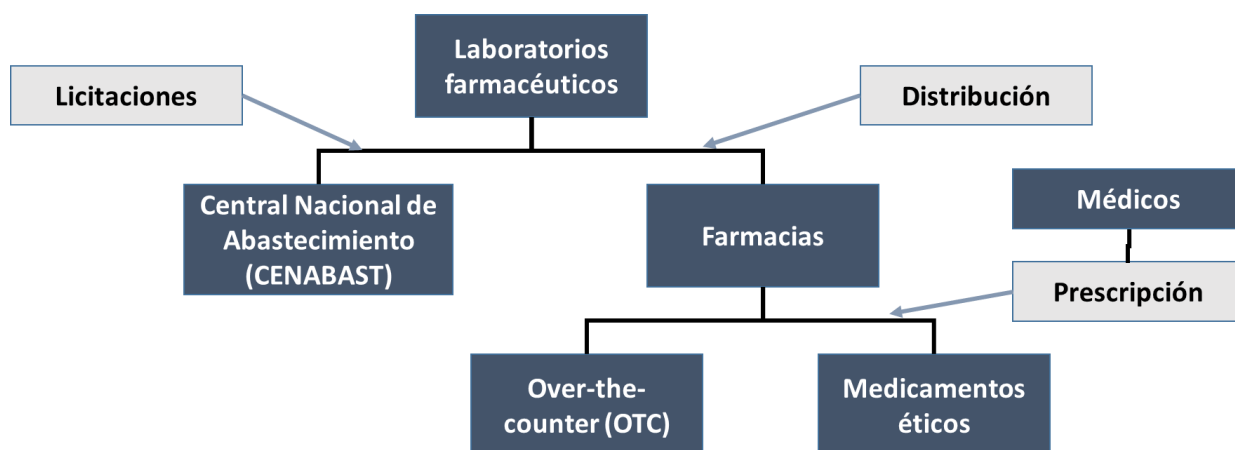 Laboratorios
farmacéuticos
Licitaciones
Distribución
Central Nacional de
Abastecimiento
(CENABAST)
Farmacias
Médicos
Prescripción
Over-the-
counter (OTC)
Medicamentos
éticos